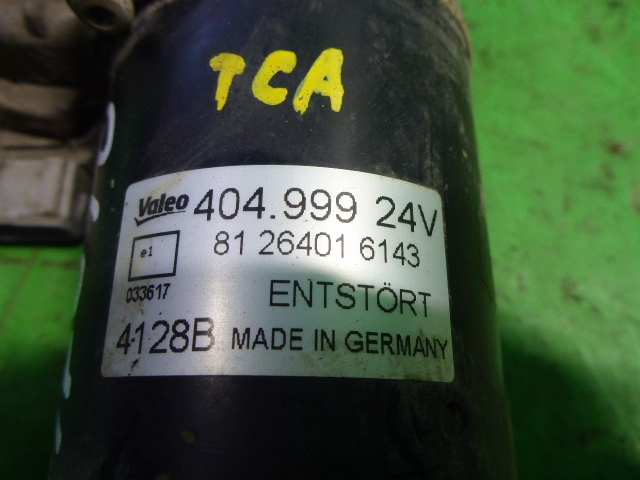 TCA
Valeo 404.999 24V
e1 81 26401 6143
033617 ENTSTÖRT
4128B MADE IN GERMANY